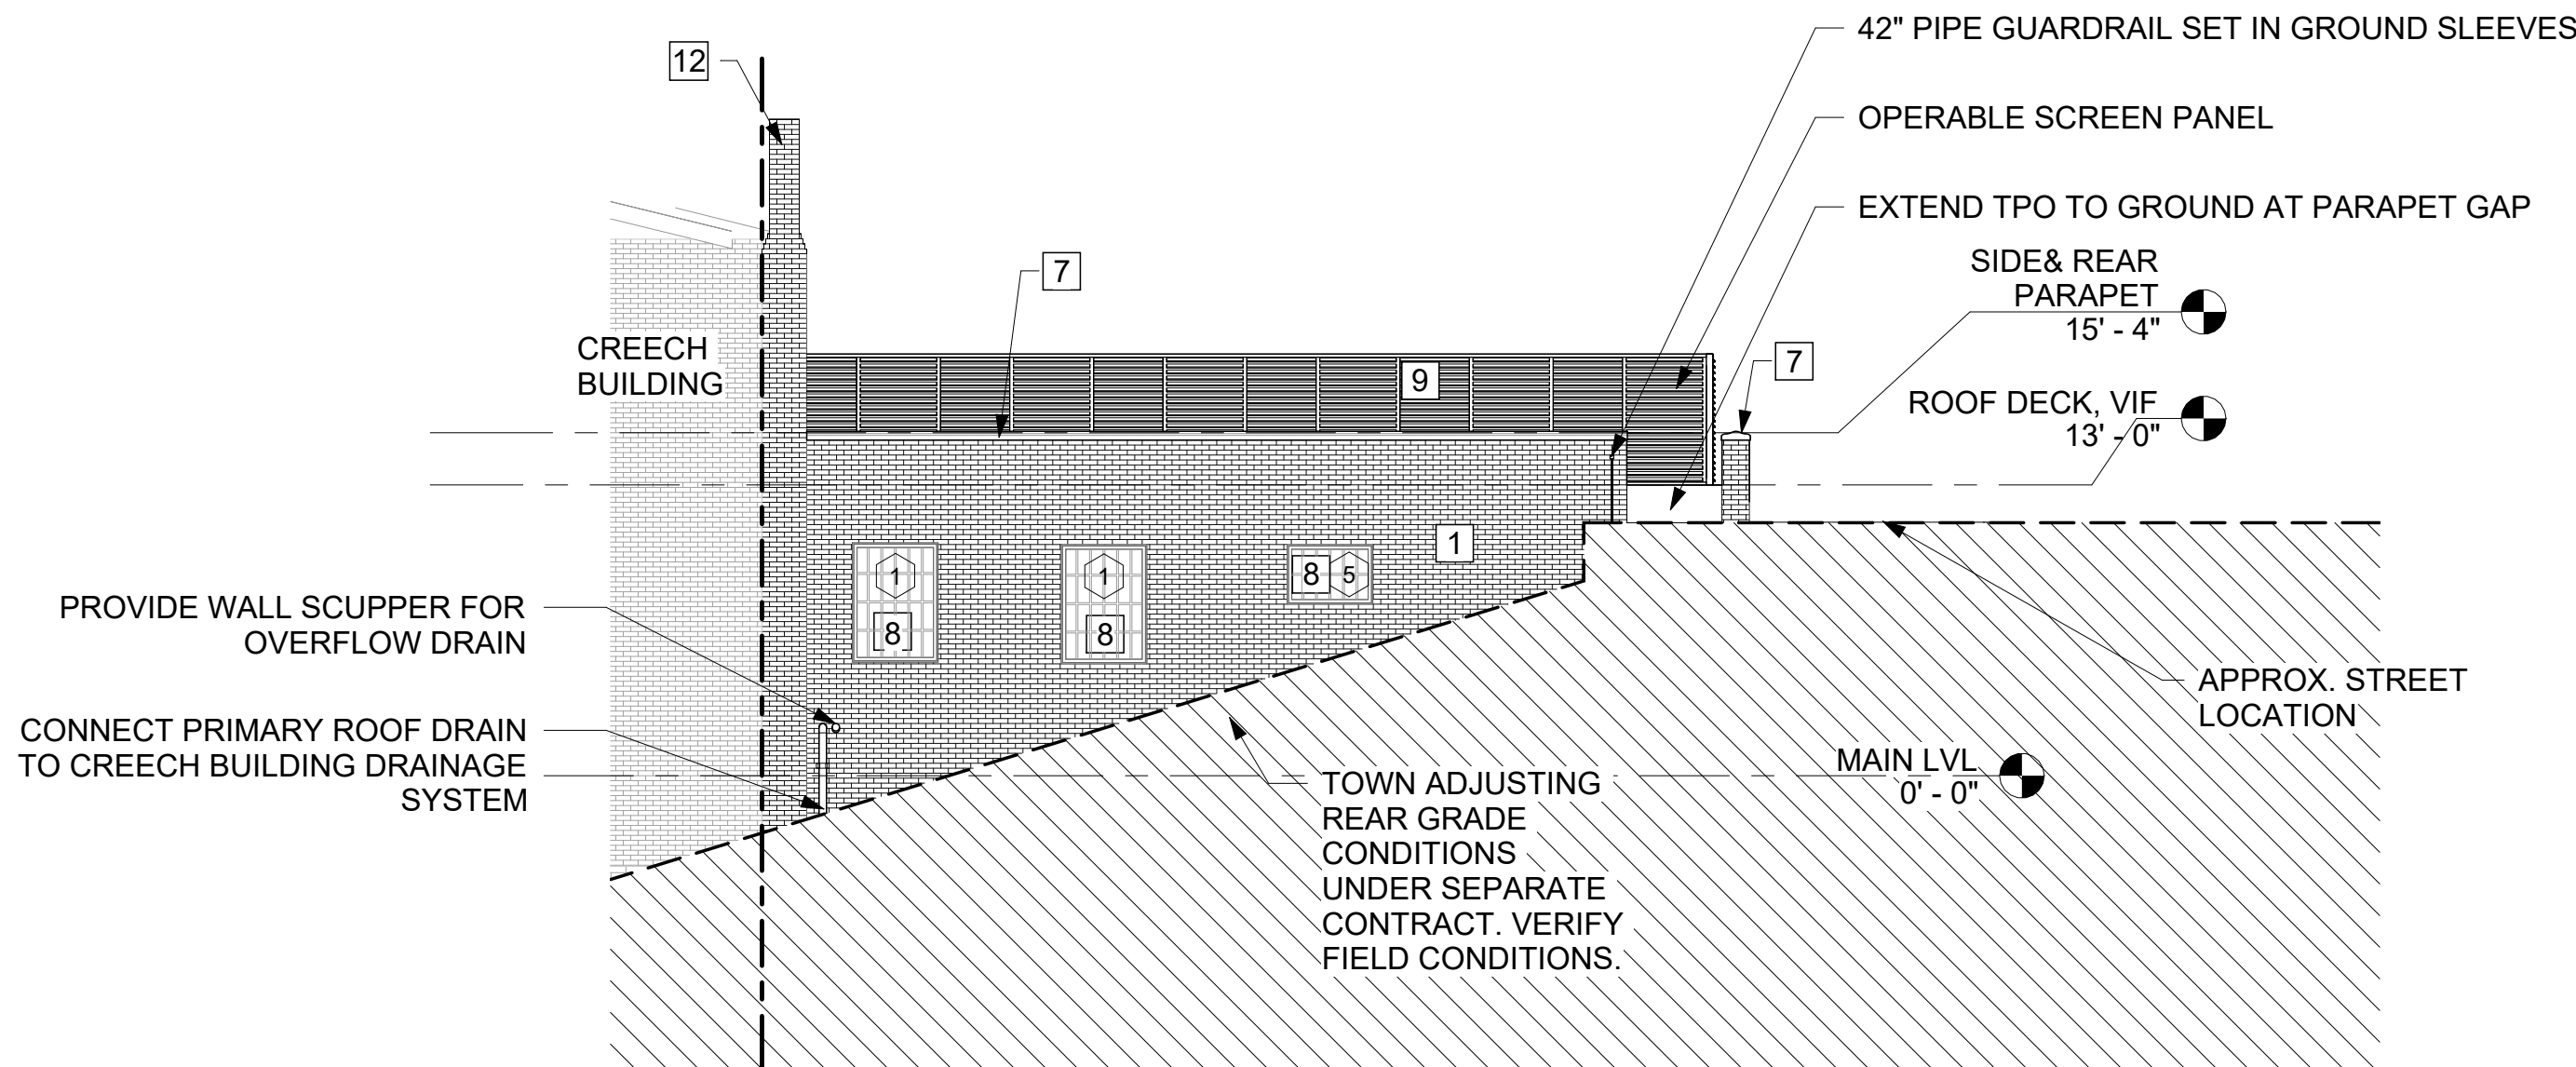 42" PIPE GUARDRAIL SET IN GROUND SLEEVES
12
OPERABLE SCREEN PANEL
EXTEND TPO TO GROUND AT PARAPET GAP
SIDE& REAR
PARAPET
15' - 4"
7
CREECH
BUILDING
9
7
ROOF DECK, VIF
13' - 0"
1
1
8
1
8
8
5
PROVIDE WALL SCUPPER FOR
OVERFLOW DRAIN
CONNECT PRIMARY ROOF DRAIN
TO CREECH BUILDING DRAINAGE
SYSTEM
APPROX. STREET
LOCATION
MAIN LVL
0' - 0"
TOWN ADJUSTING
REAR GRADE
CONDITIONS
UNDER SEPARATE
CONTRACT. VERIFY
FIELD CONDITIONS.